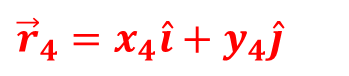 r⃗₄ = x₄î + y₄ĵ